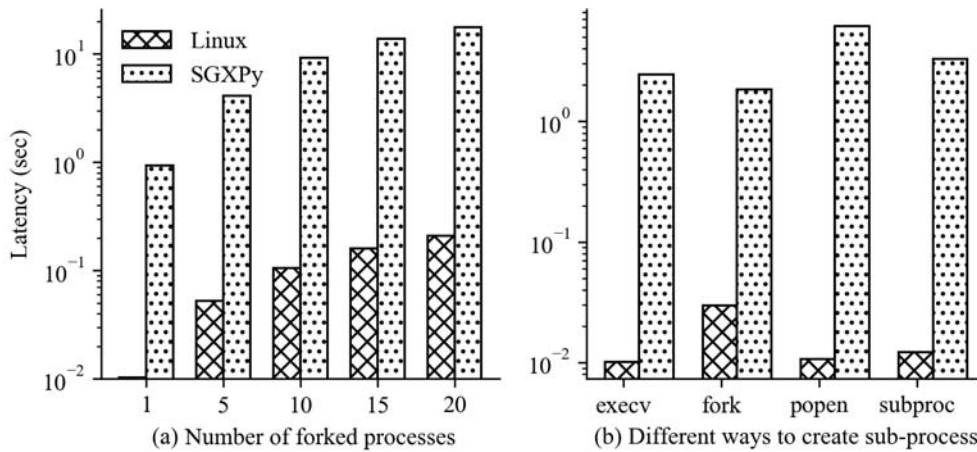 Latency (sec)
10^1
10^0
10^−1
10^−2
Linux
SGXPy
1 5 10 15 20
(a) Number of forked processes
10^0
10^−1
10^−2
execv fork popen subproc
(b) Different ways to create sub-process